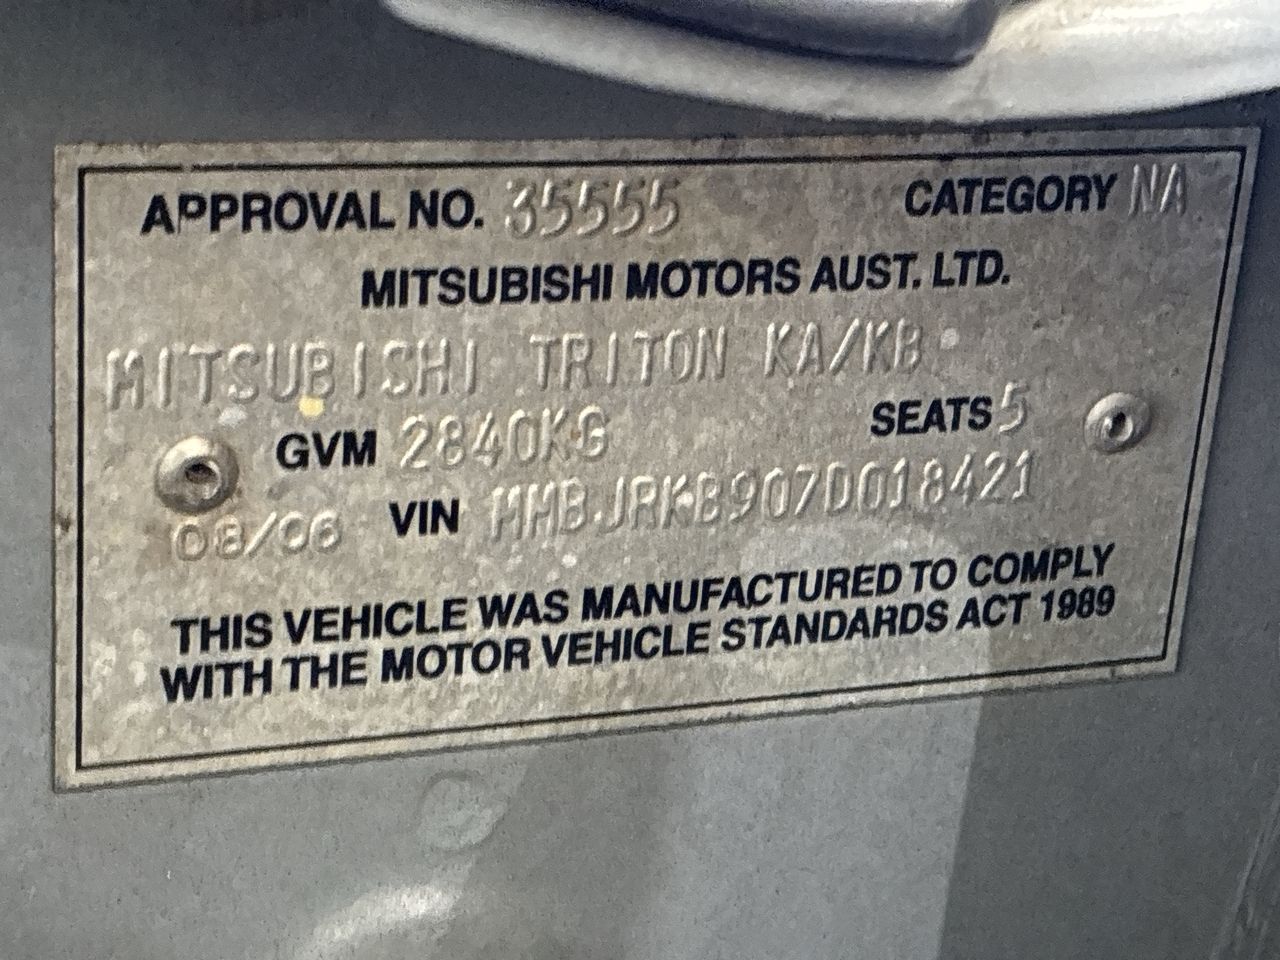 APPROVAL NO. 35555 CATEGORY NA
MITSUBISHI MOTORS AUST. LTD.
MITSUBISHI TRITON KA/KB
GVM 2840KG SEATS 5
08/06 VIN MMBJRKB907D018421
THIS VEHICLE WAS MANUFACTURED TO COMPLY
WITH THE MOTOR VEHICLE STANDARDS ACT 1989